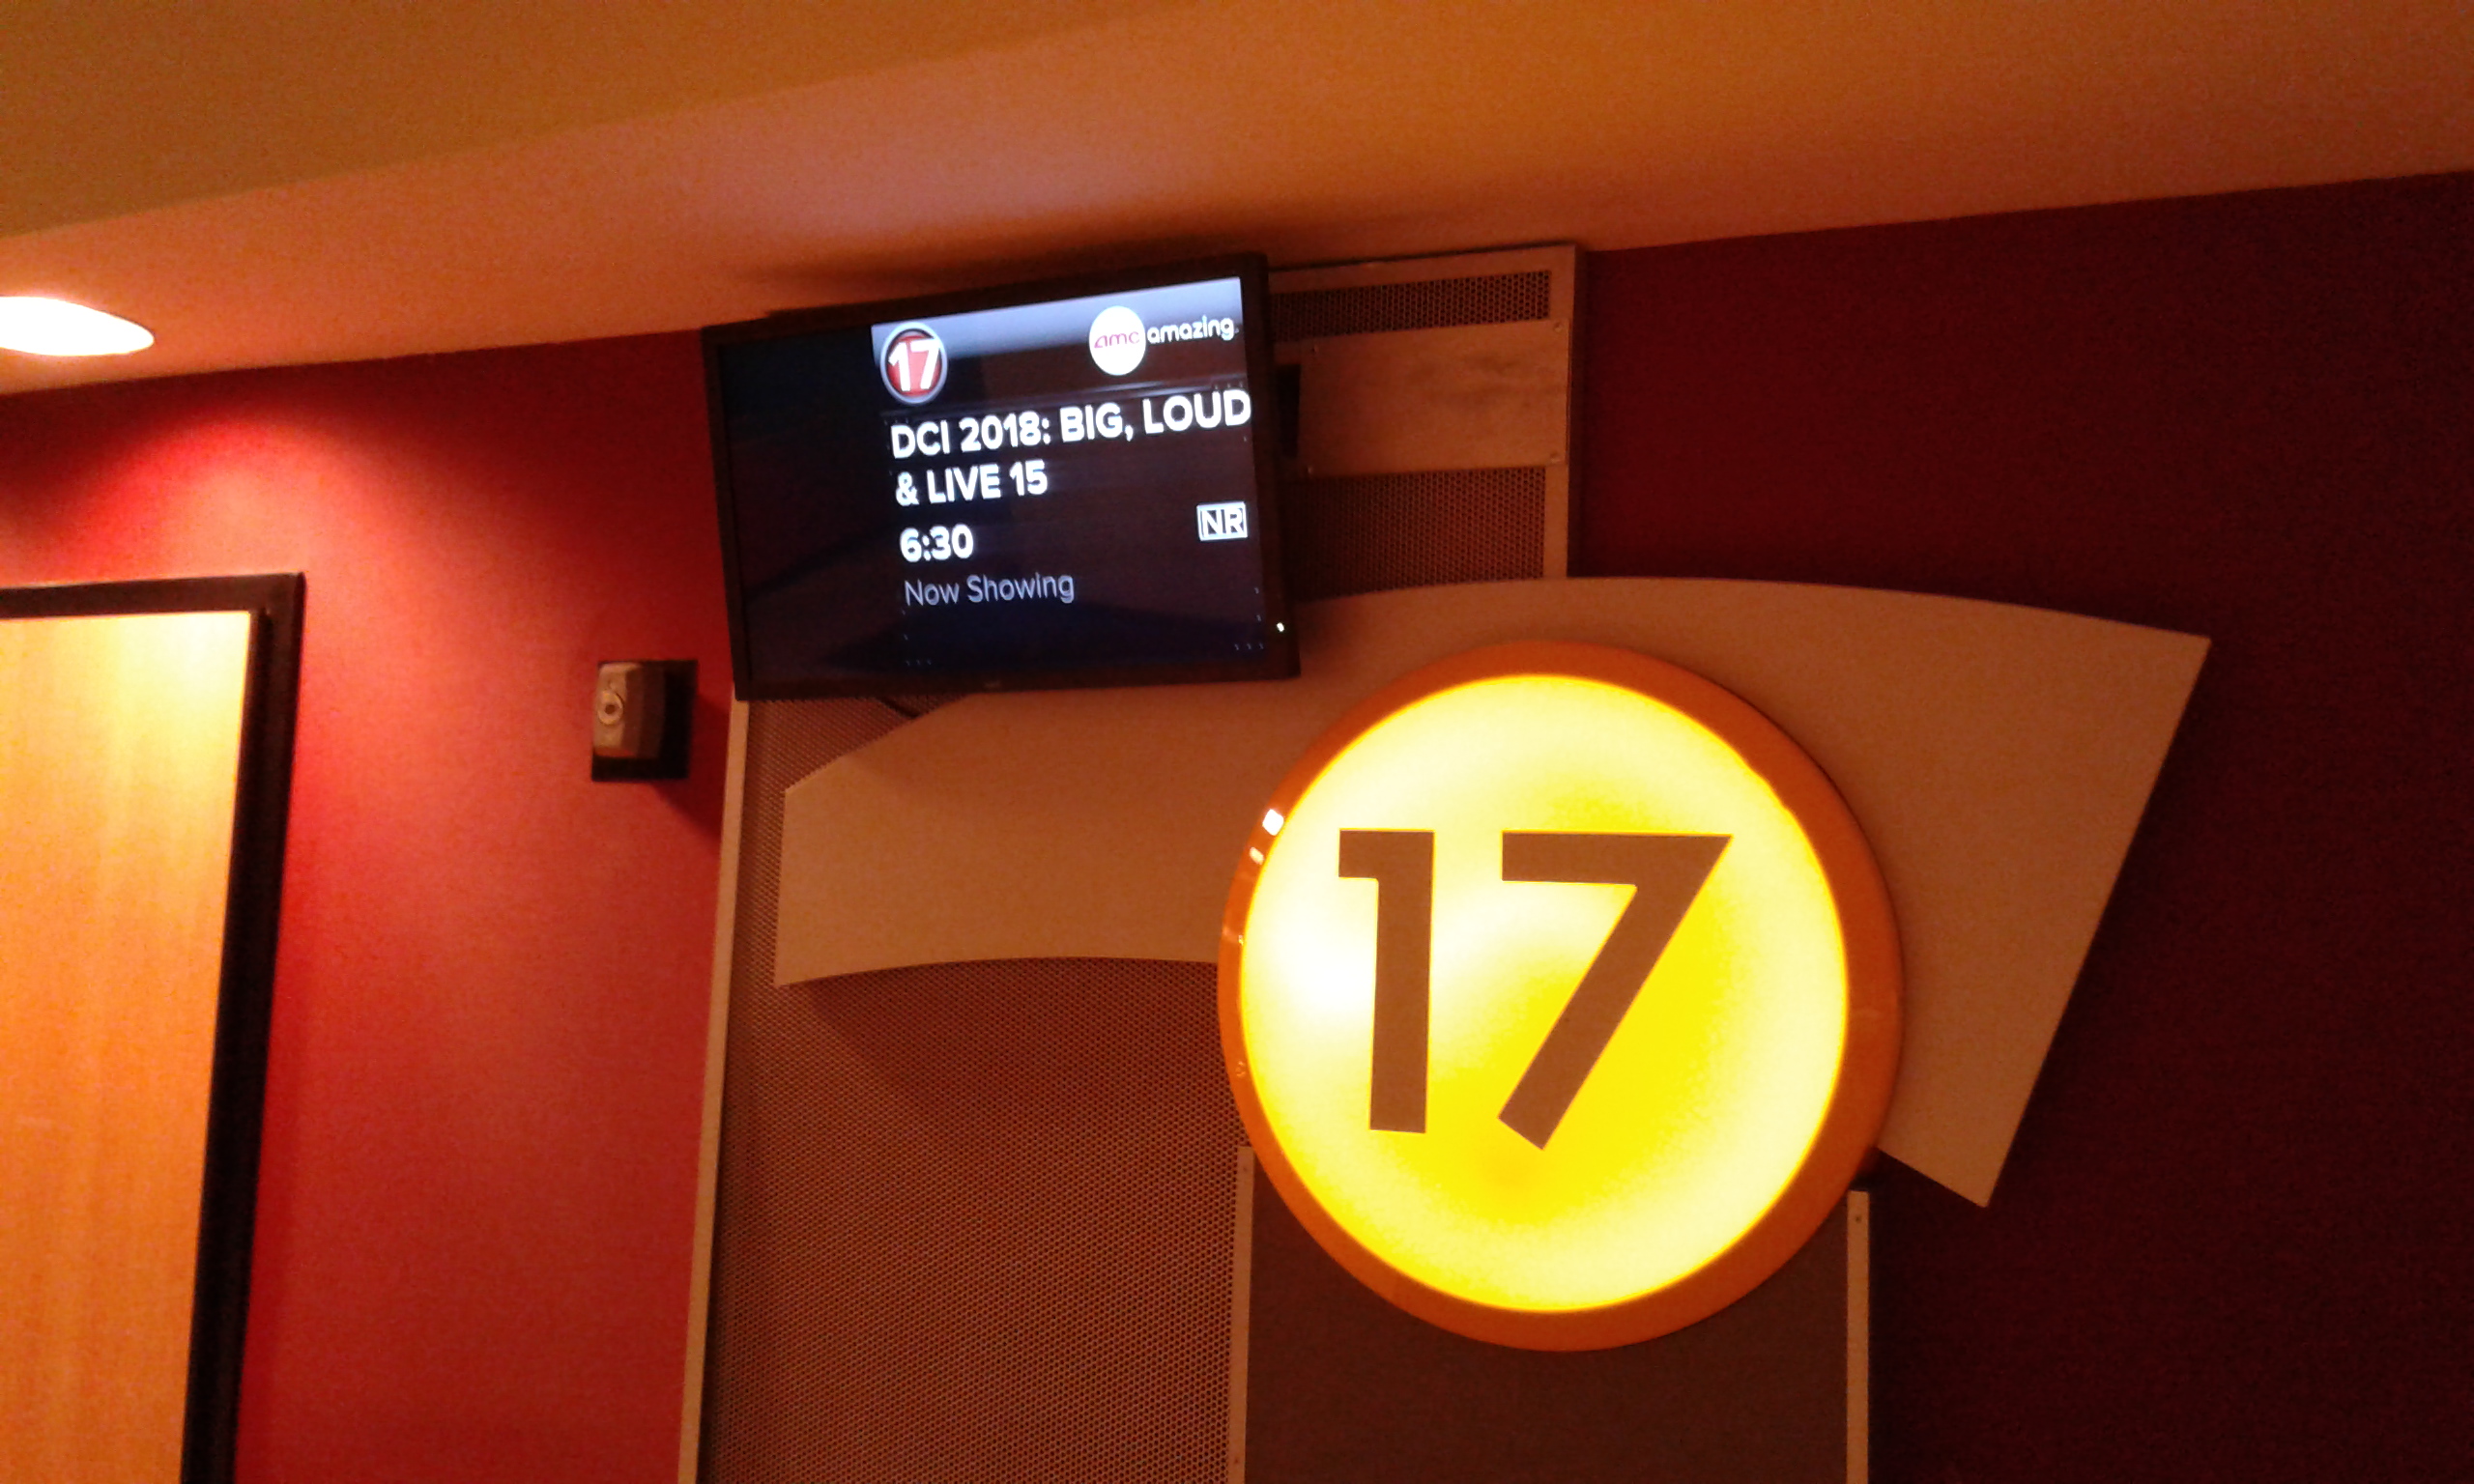 17
amc amazing.
DCI 2018: BIG, LOUD
& LIVE 15
6:30
NR
Now Showing
17